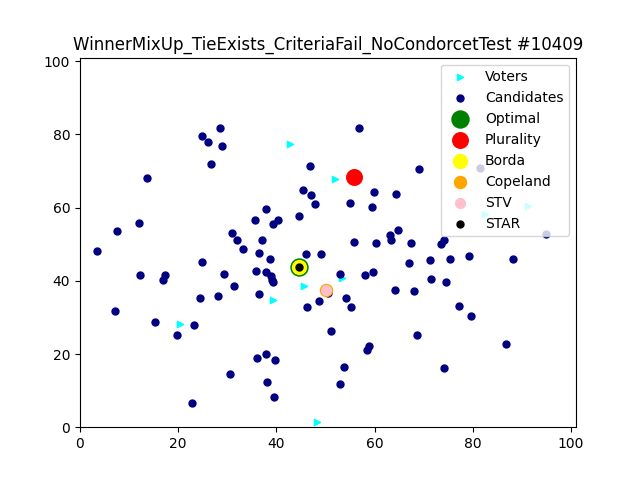 WinnerMixUp_TieExists_CriteriaFail_NoCondorcetTest #10409
100
80
60
40
20
0
0 20 40 60 80 100
Voters
Candidates
Optimal
Plurality
Borda
Copeland
STV
STAR